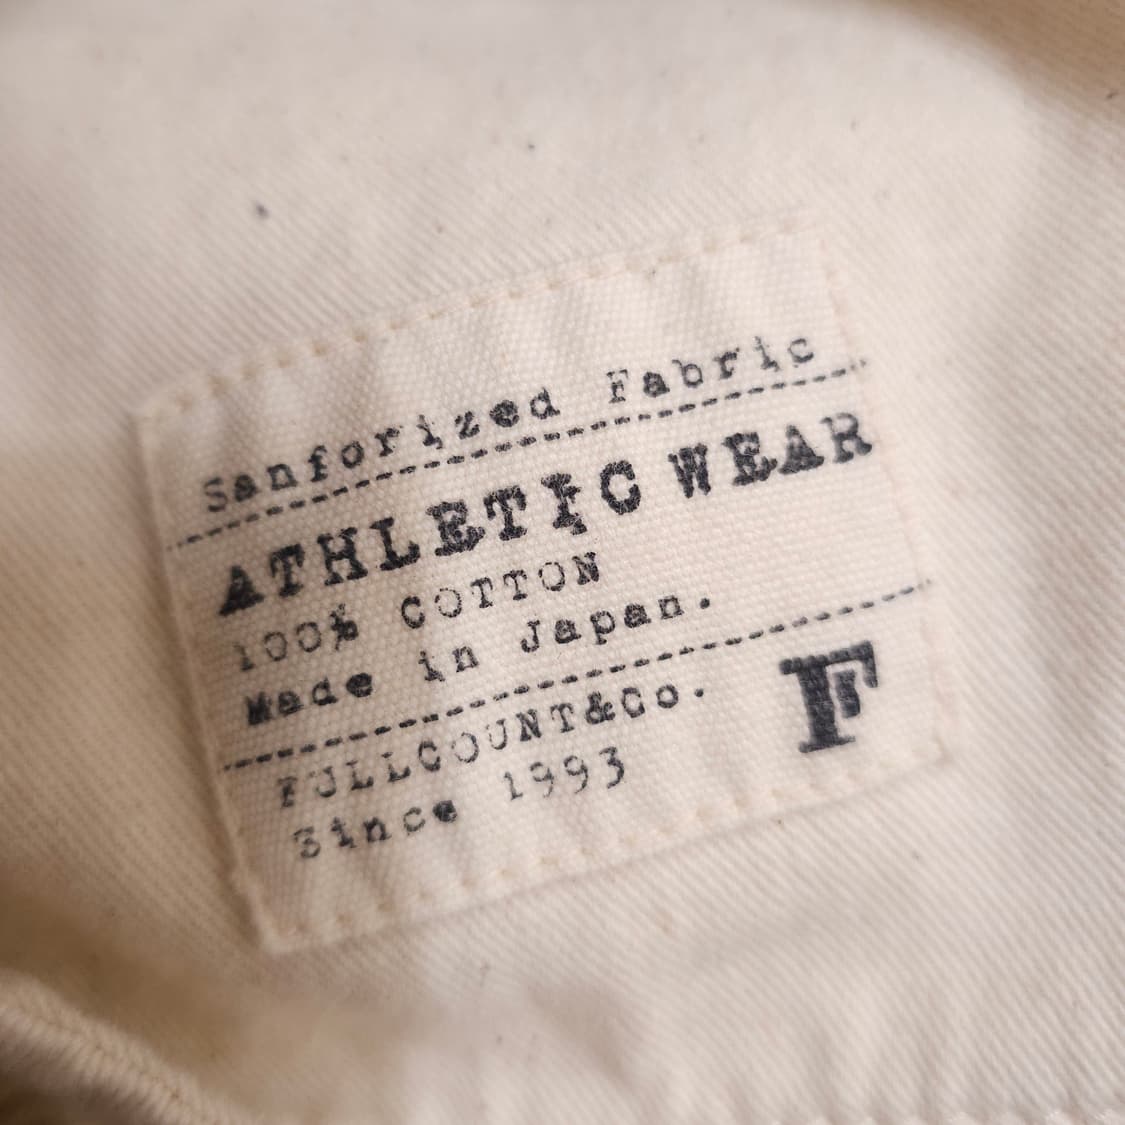 Sanforized Fabric
ATHLETIC WEAR
100% COTTON
Made in Japan.
FULLCOUNT&Co.
Since 1993
F